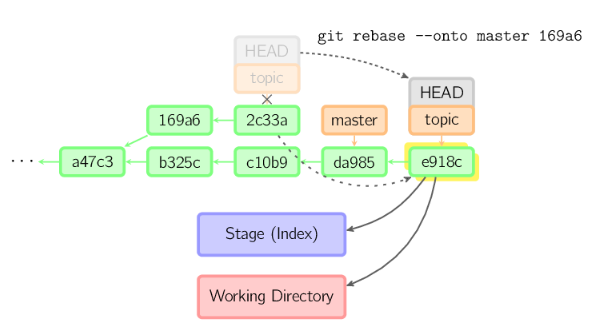 git rebase --onto master 169a6
HEAD
topic
HEAD
topic
169a6
2c33a
master
... a47c3
b325c
c10b9
da985
e918c
Stage (Index)
Working Directory